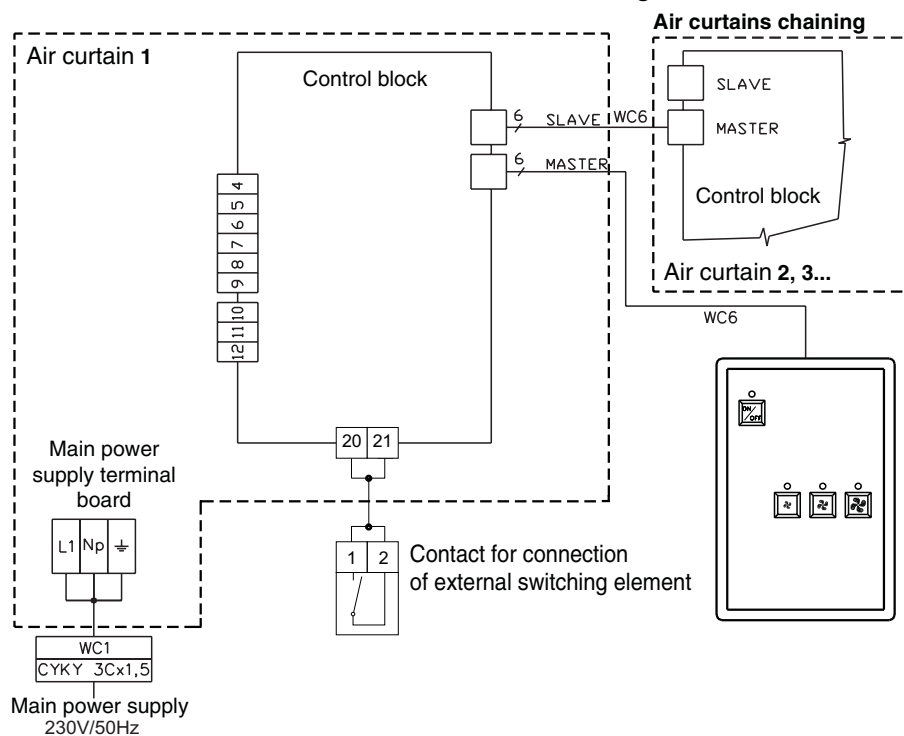 Air curtains chaining
Air curtain 1
Control block
SLAVE
6 SLAVE WC6
MASTER
6 MASTER
Control block
Air curtain 2, 3...
4
5
6
7
8
9
10
11
12
WC6
ON/OFF
20 21
Main power
supply terminal
board
L1 Np
1 2
Contact for connection
of external switching element
WC1
CYKY 3Cx1,5
Main power supply
230V/50Hz